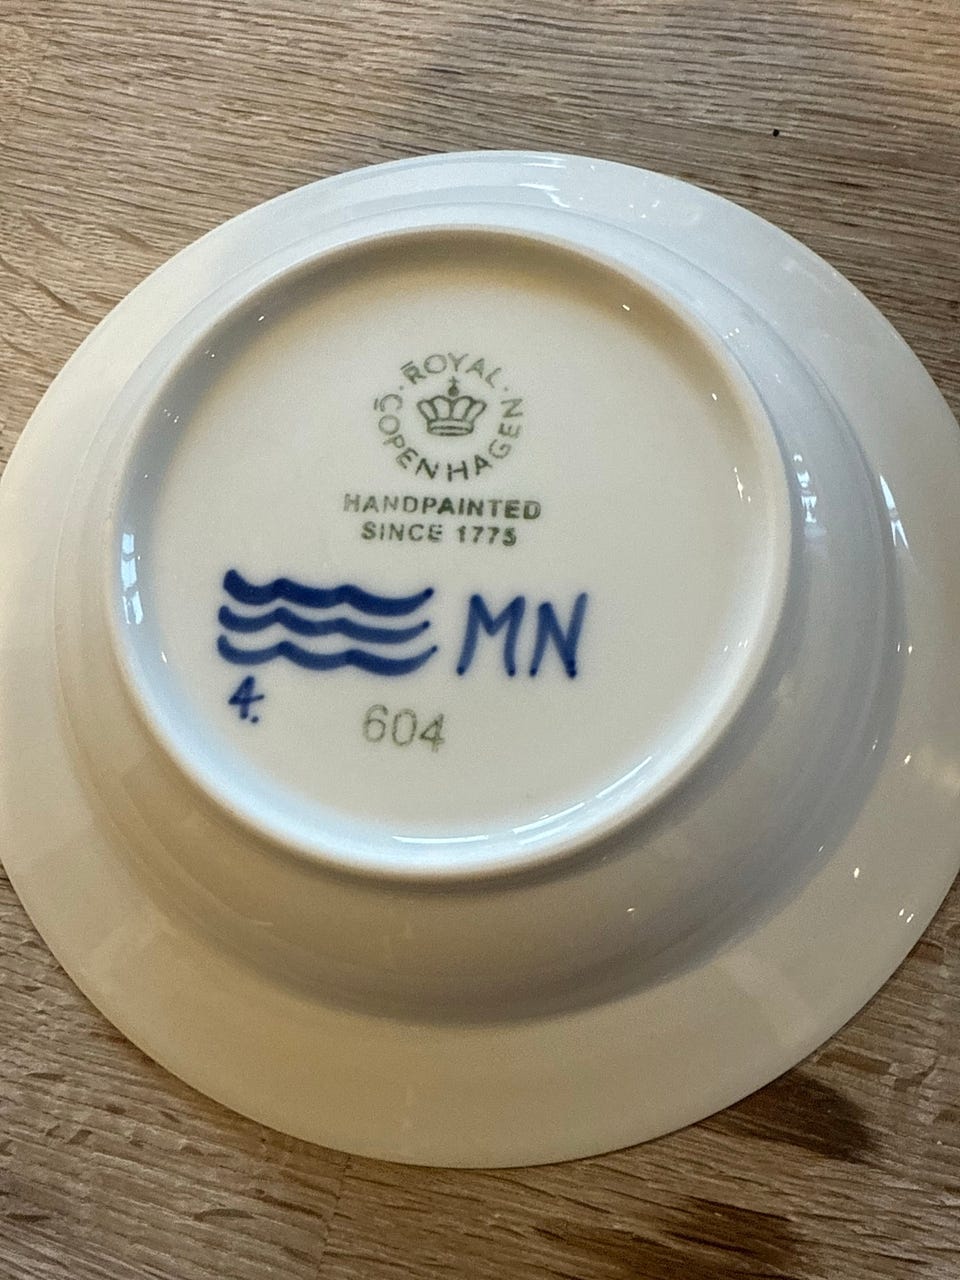 ROYAL
COPENHAGEN
HANDPAINTED
SINCE 1775
MN
4.
604